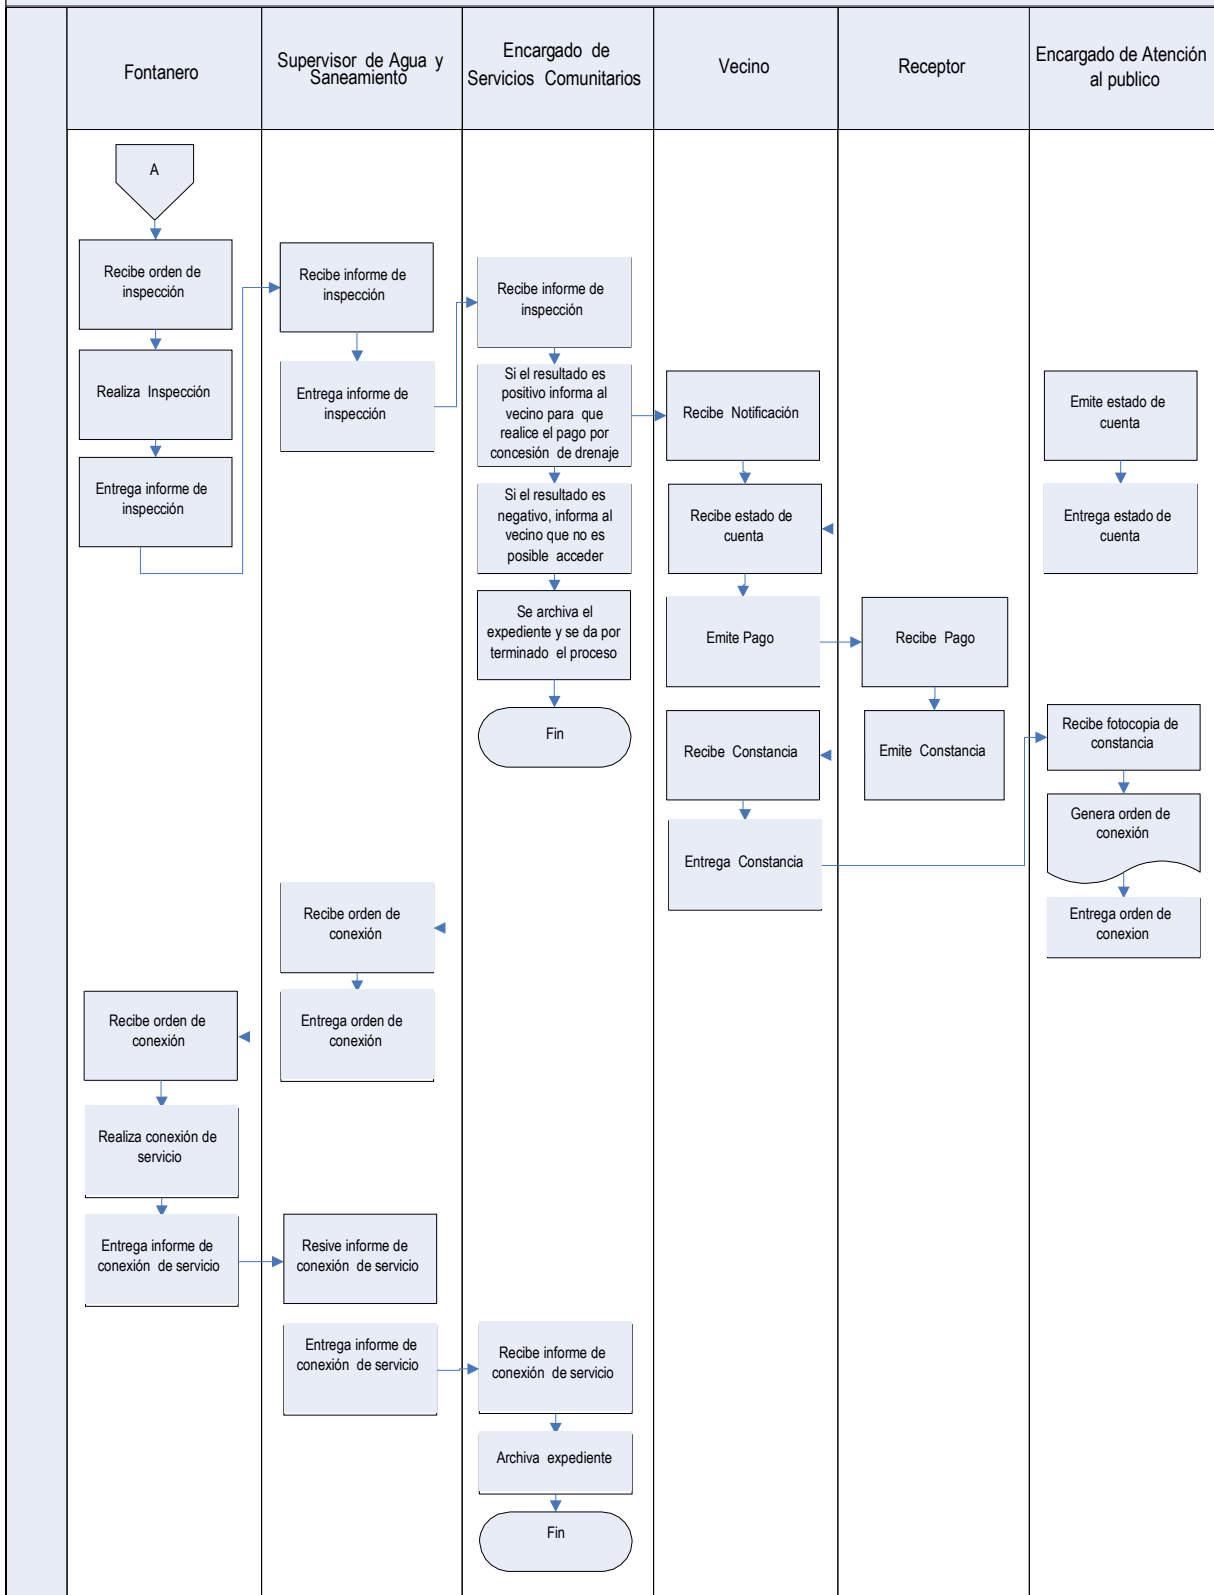 Fontanero
Supervisor de Agua y
Saneamiento
Encargado de
Servicios Comunitarios
Vecino
Receptor
Encargado de Atención
al publico
A
Recibe orden de
inspección
Realiza Inspección
Entrega informe de
inspección
Recibe informe de
inspección
Entrega informe de
inspección
Recibe informe de
inspección
Si el resultado es
positivo informa al
vecino para que
realice el pago por
concesión de drenaje
Si el resultado es
negativo, informa al
vecino que no es
posible acceder
Se archiva el
expediente y se da por
terminado el proceso
Fin
Recibe Notificación
Recibe estado de
cuenta
Emite Pago
Recibe Constancia
Entrega Constancia
Recibe Pago
Emite Constancia
Emite estado de
cuenta
Entrega estado de
cuenta
Recibe fotocopia de
constancia
Genera orden de
conexión
Entrega orden de
conexion
Recibe orden de
conexión
Entrega orden de
conexión
Recibe orden de
conexión
Realiza conexión de
servicio
Entrega informe de
conexión de servicio
Resive informe de
conexión de servicio
Entrega informe de
conexión de servicio
Recibe informe de
conexión de servicio
Archiva expediente
Fin